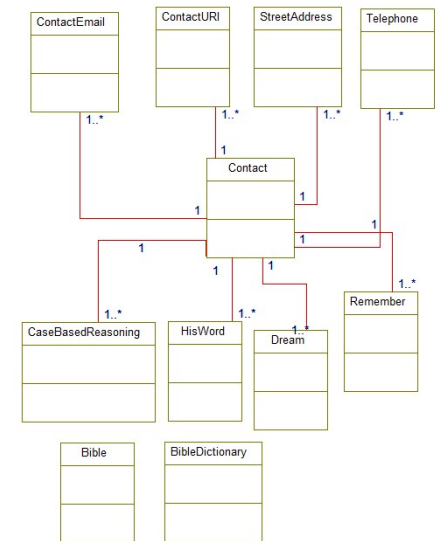 ContactEmail
ContactURI
StreetAddress
Telephone
1..*
1..*
1..*
1..*
1
Contact
1
1
1
1
1
1
1
1..*
1..*
1..*
1..*
CaseBasedReasoning
HisWord
Dream
Remember
Bible
BibleDictionary